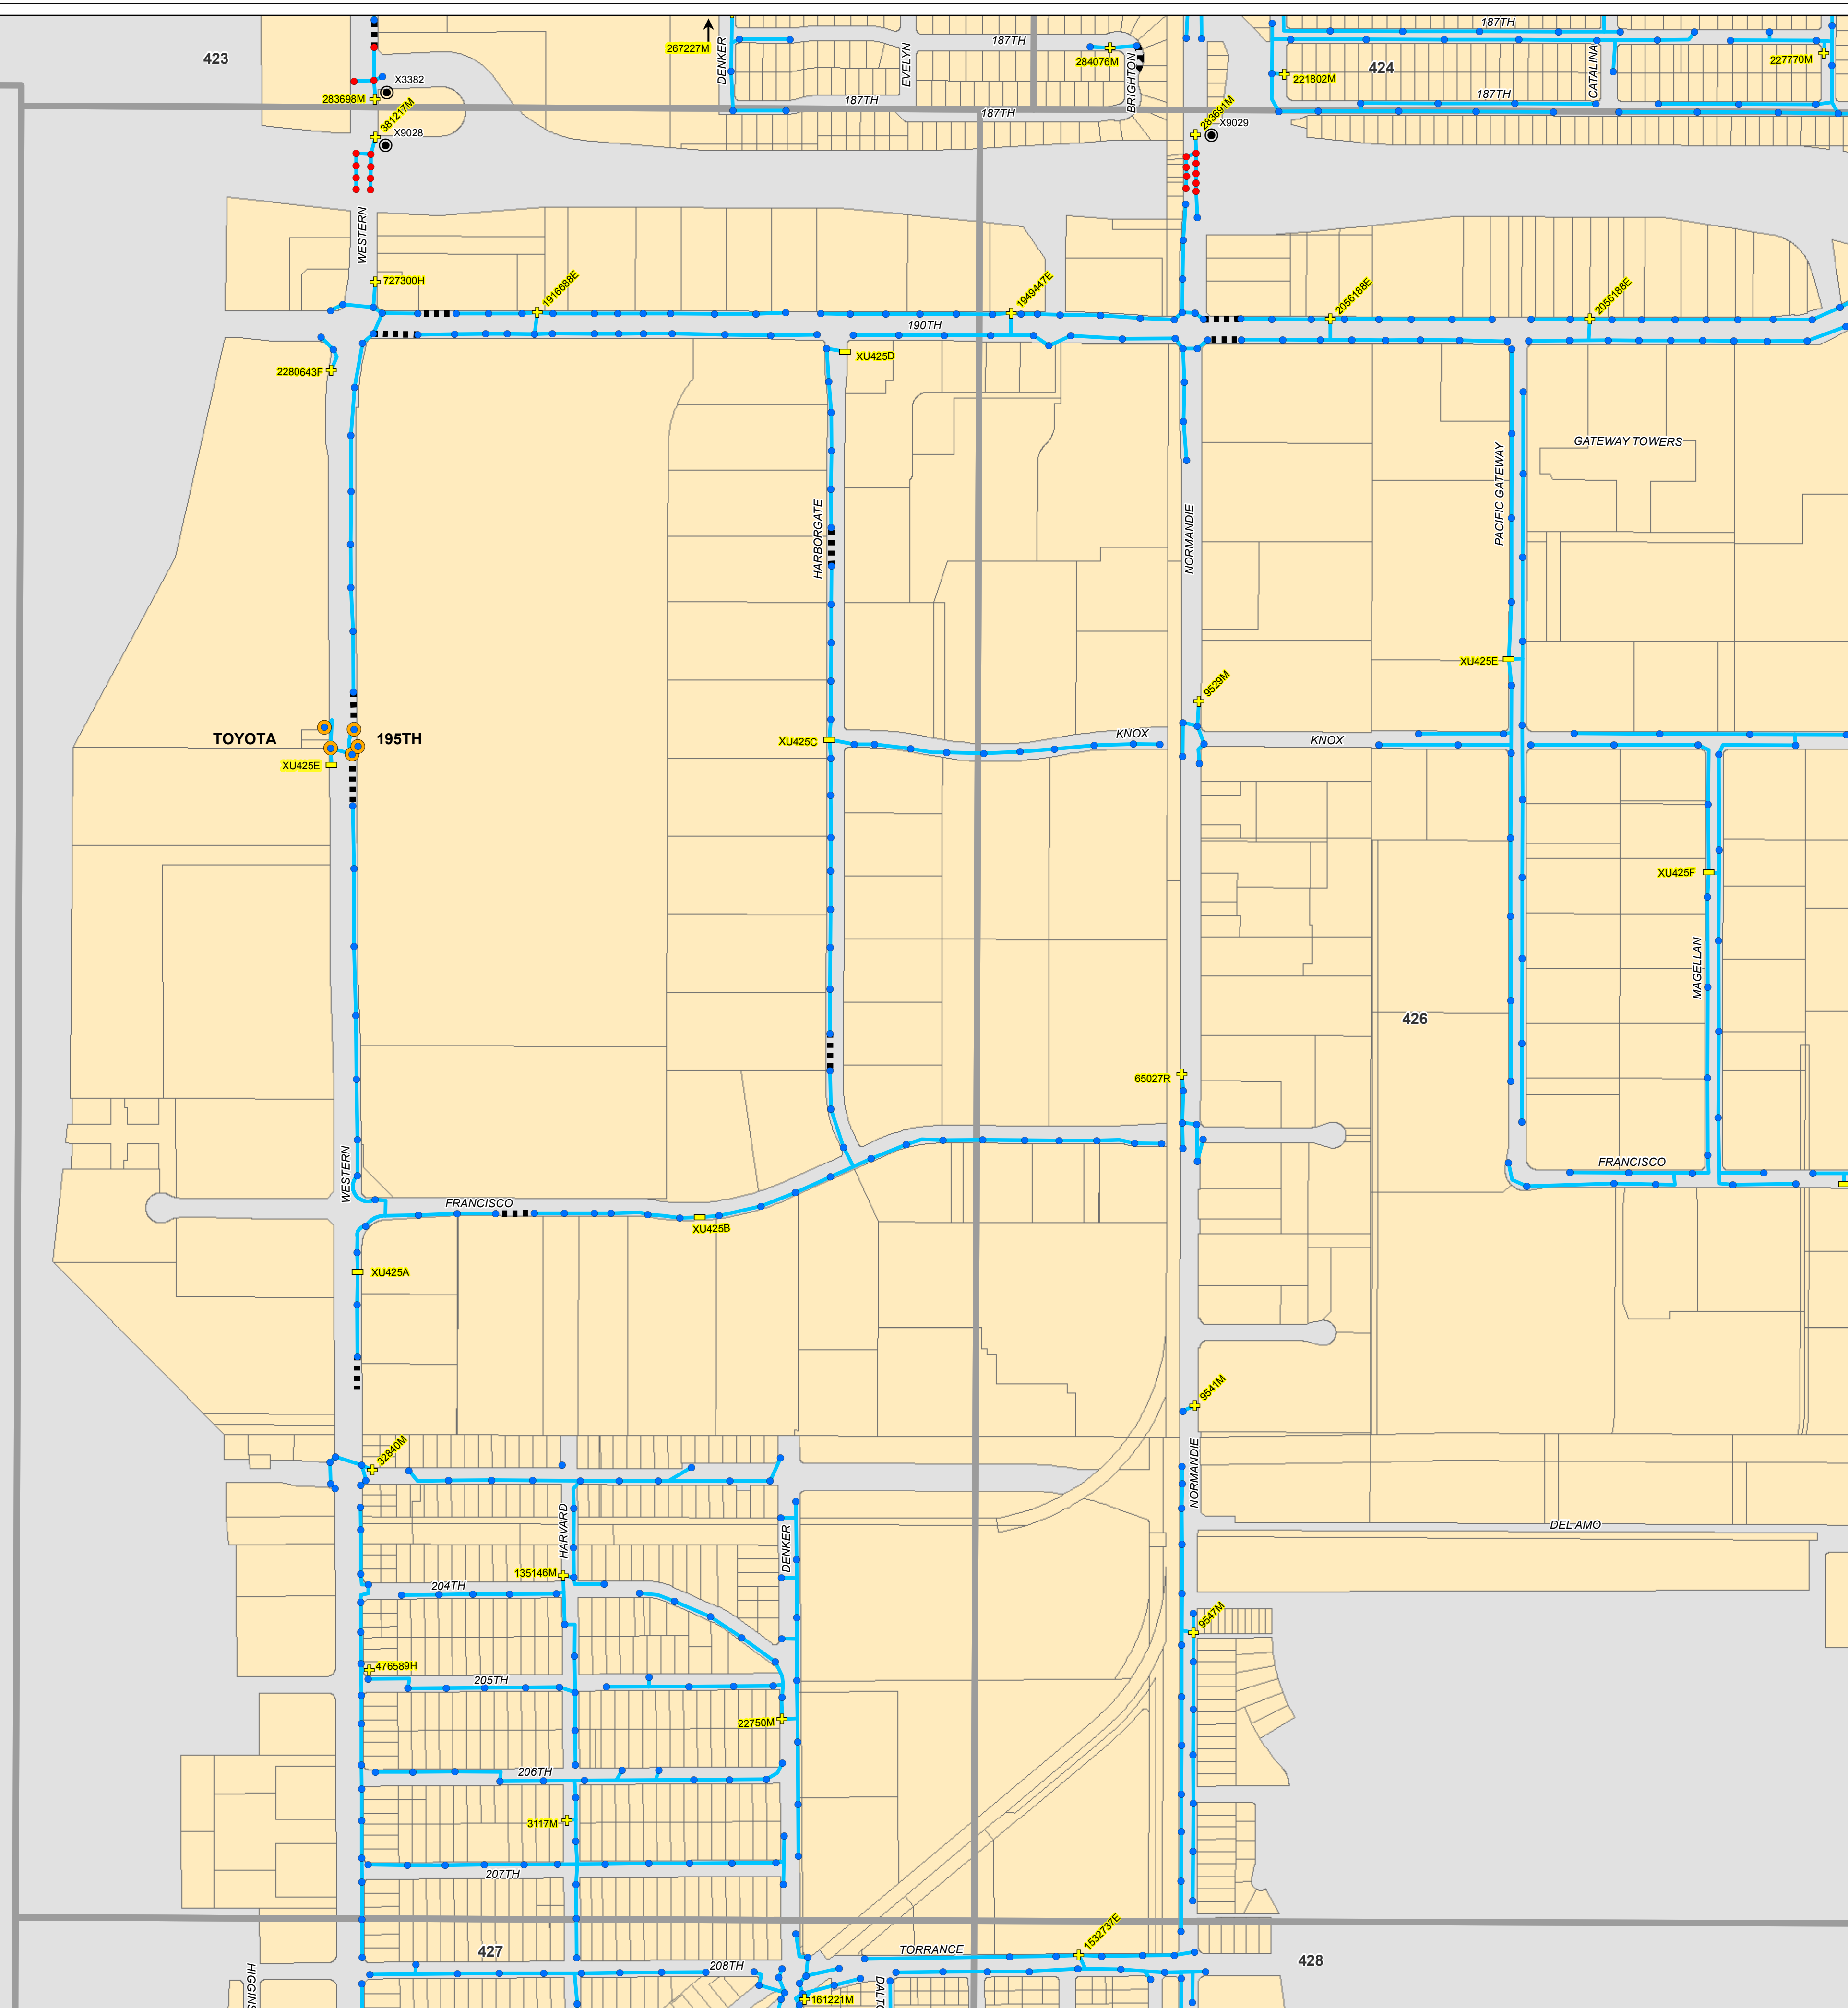 423
DENKER
267227M
EVELYN
187TH
284076M
BRIGHTON
187TH
221802M
424
CATALINA
227770M
X3382
283698M
187TH
187TH
187TH
381217M
X9028
283691M
X9029
WESTERN
727300H
1916688E
1949447E
2056188E
2056188E
190TH
XU425D
2280643F
GATEWAY TOWERS
PACIFIC GATEWAY
HARBORGATE
NORMANDIE
XU425E
9529M
TOYOTA
195TH
XU425C
KNOX
KNOX
XU425E
XU425F
MAGELLAN
426
65027R
WESTERN
FRANCISCO
FRANCISCO
XU425B
XU425A
9541M
32840M
NORMANDIE
HARVARD
DENKER
DEL AMO
135146M
204TH
9547M
476589H
205TH
22750M
206TH
3117M
207TH
1532737E
427
TORRANCE
428
208TH
HIGGINS
161221M